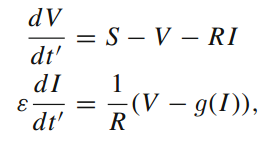 dV/dt′ = S − V − RI
ε dI/dt′ = 1/R (V − g(I)),